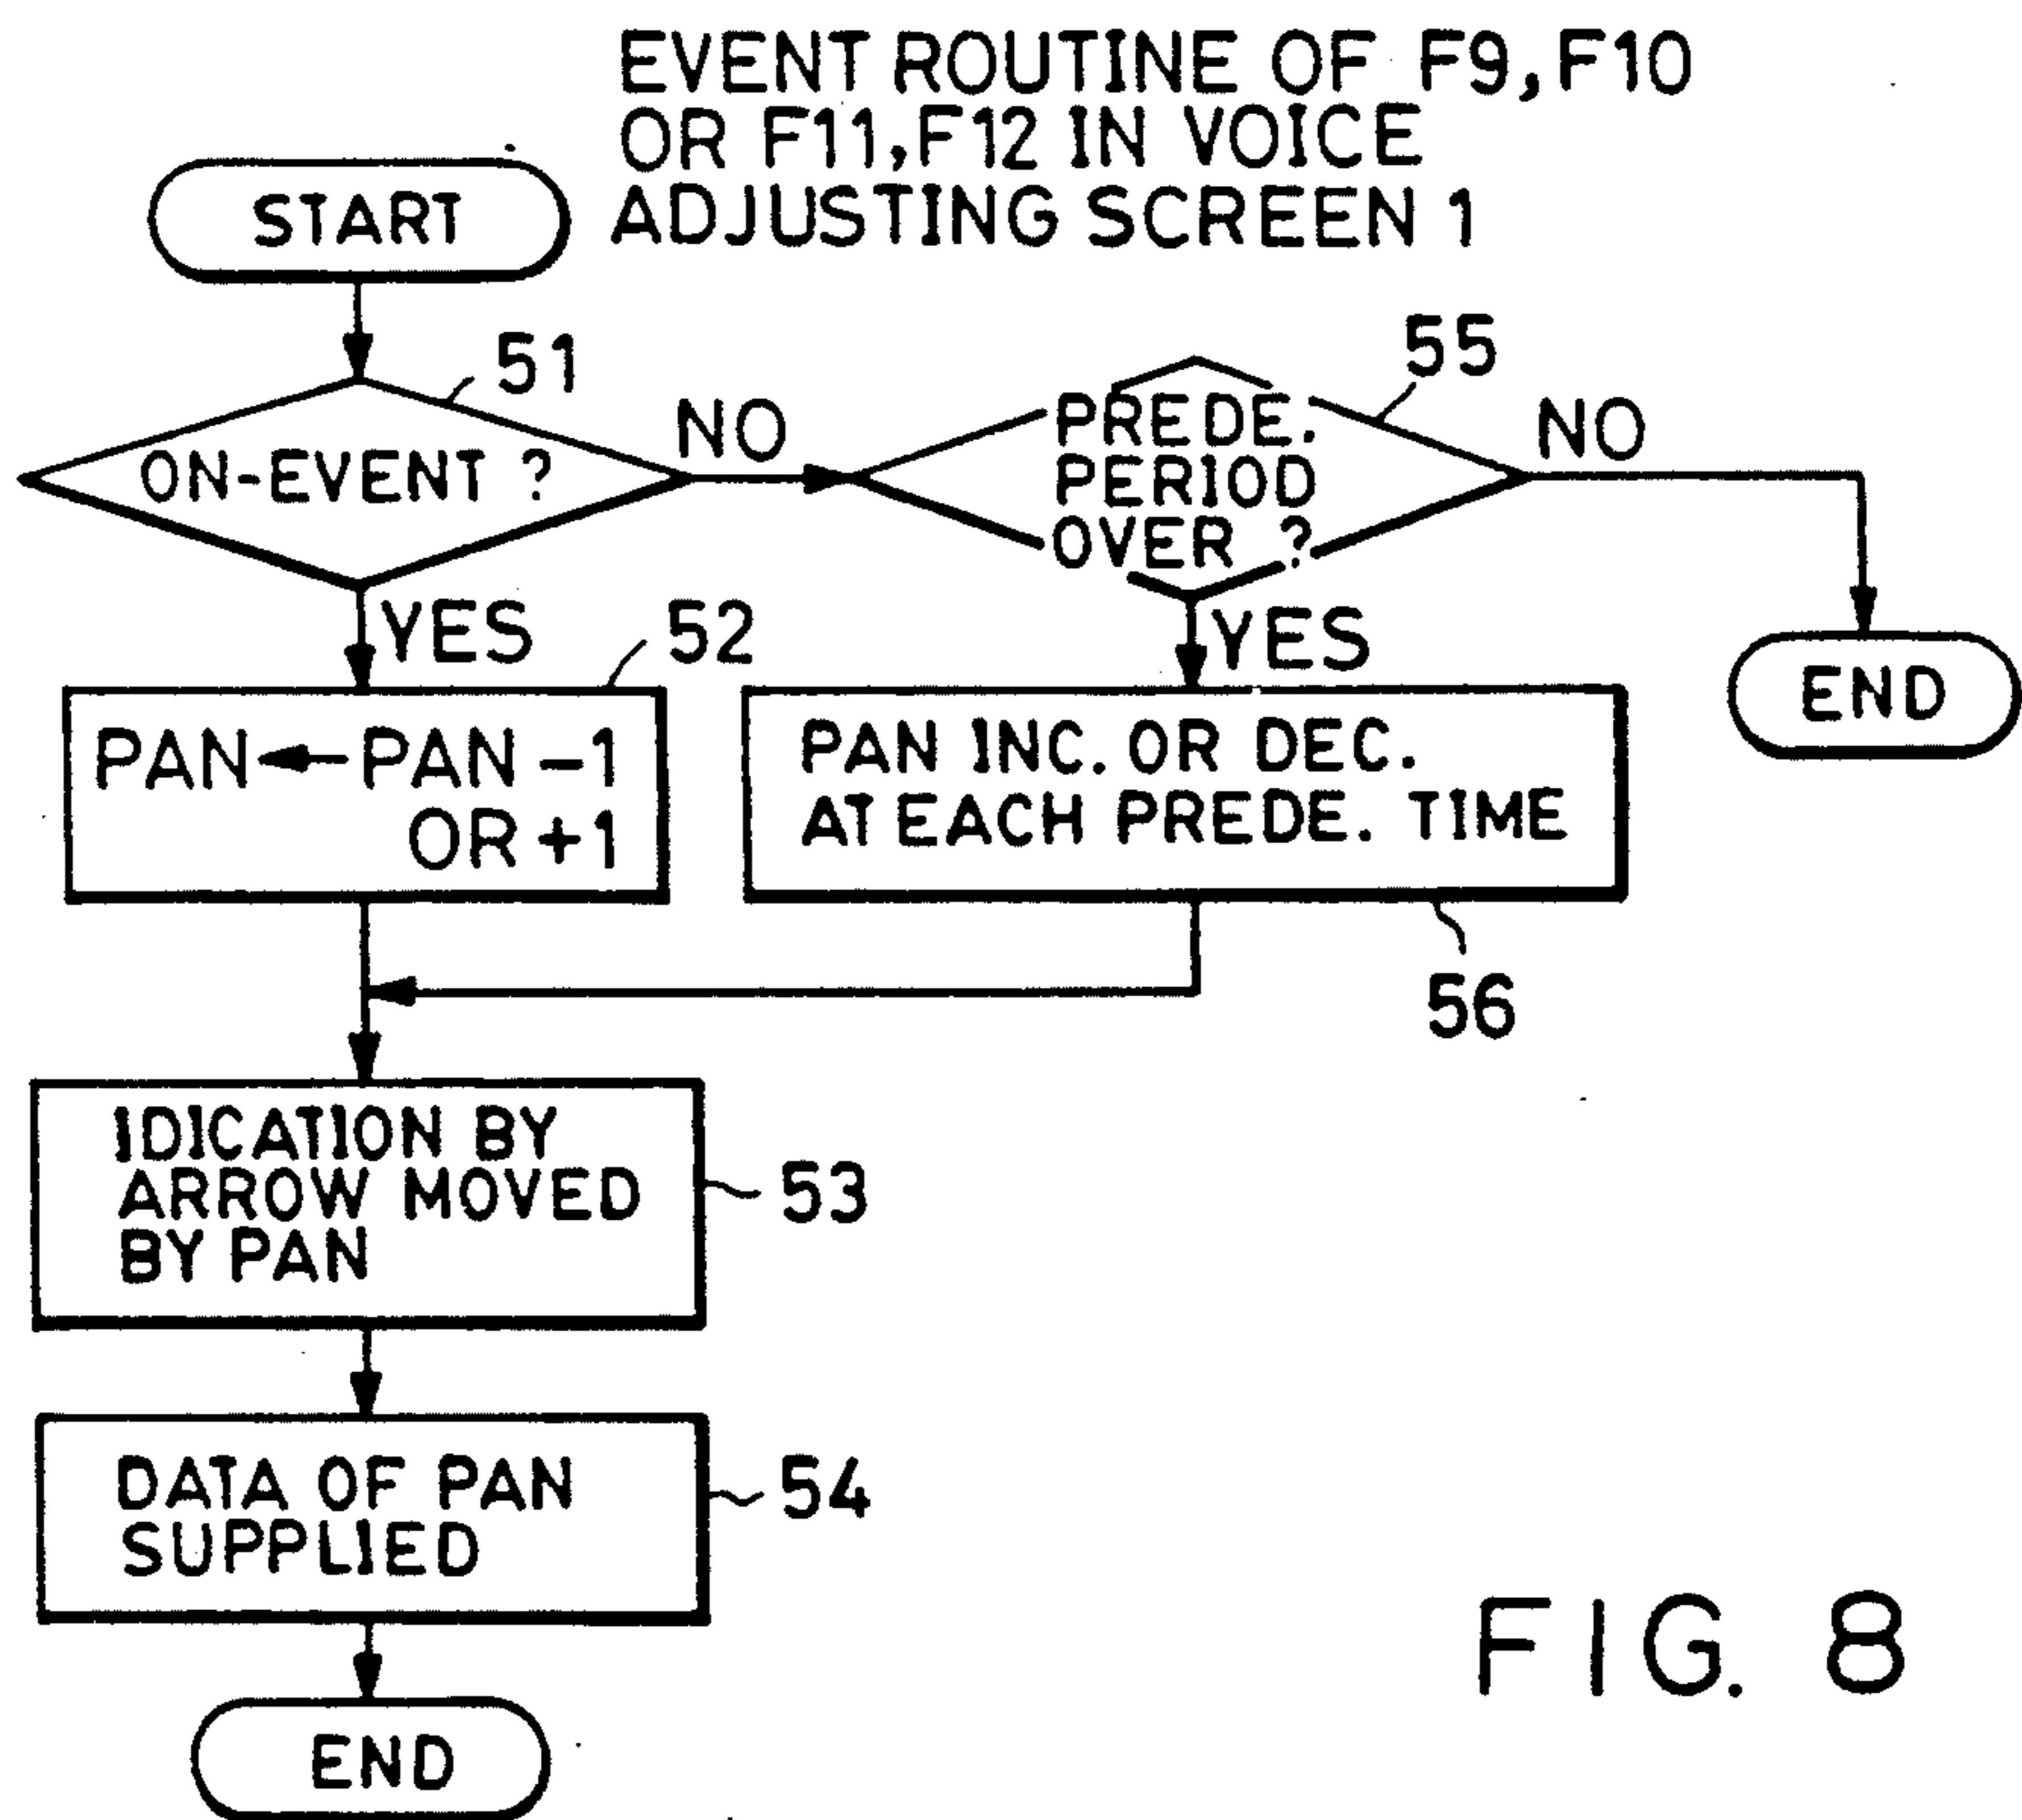 EVENT ROUTINE OF F9,F10
OR F11,F12 IN VOICE
ADJUSTING SCREEN 1
START
51
ON-EVENT ?
NO
55
PREDE.
PERIOD
OVER ?
NO
YES
52
YES
END
PAN ← PAN -1
OR +1
PAN INC. OR DEC.
AT EACH PREDE. TIME
56
IDICATION BY
ARROW MOVED
BY PAN
53
DATA OF PAN
SUPPLIED
54
END
FIG. 8